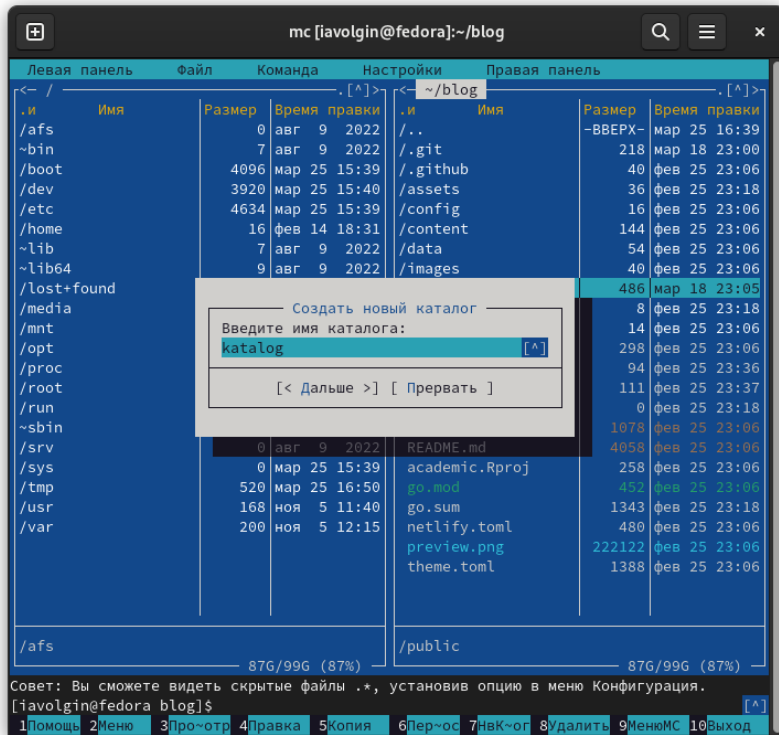 mc [iavolgin@fedora]:~/blog
Левая панель Файл Команда Настройки Правая панель
<— / .[^]> <— ~/blog .[^]>
.и Имя Размер Время правки .и Имя Размер Время правки
/afs 0 авг 9 2022 /.. -ВВЕРХ- мар 25 16:39
~bin 7 авг 9 2022 /.git 218 мар 18 23:00
/boot 4096 мар 25 15:39 /.github 40 фев 25 23:06
/dev 3920 мар 25 15:40 /assets 36 фев 25 23:18
/etc 4634 мар 25 15:39 /config 16 фев 25 23:06
/home 16 фев 14 18:31 /content 144 фев 25 23:06
~lib 7 авг 9 2022 /data 54 фев 25 23:06
~lib64 9 авг 9 2022 /images 40 фев 25 23:06
/lost+found 486 мар 18 23:05
/media 8 фев 25 23:18
Создать новый каталог
/mnt Введите имя каталога: 14 фев 25 23:06
/opt katalog [^] 298 фев 25 23:06
/proc 94 фев 25 23:36
/root [< Дальше >] [ Прервать ] 111 фев 25 23:37
/run 0 фев 25 23:18
~sbin 1078 фев 25 23:06
/srv 0 авг 9 2022 README.md 4058 фев 25 23:06
/sys 0 мар 25 15:39 academic.Rproj 258 фев 25 23:06
/tmp 520 мар 25 16:50 go.mod 452 фев 25 23:06
/usr 168 ноя 5 11:40 go.sum 1343 фев 25 23:18
/var 200 ноя 5 12:15 netlify.toml 480 фев 25 23:06
preview.png 222122 фев 25 23:06
theme.toml 1388 фев 25 23:06
/afs /public
87G/99G (87%) 87G/99G (87%)
Совет: Вы сможете видеть скрытые файлы .*, установив опцию в меню Конфигурация.
[iavolgin@fedora blog]$ [^]
1Помощь 2Меню 3Про~отр 4Правка 5Копия 6Пер~ос 7НвК~ог 8Удалить 9МенюMC 10Выход